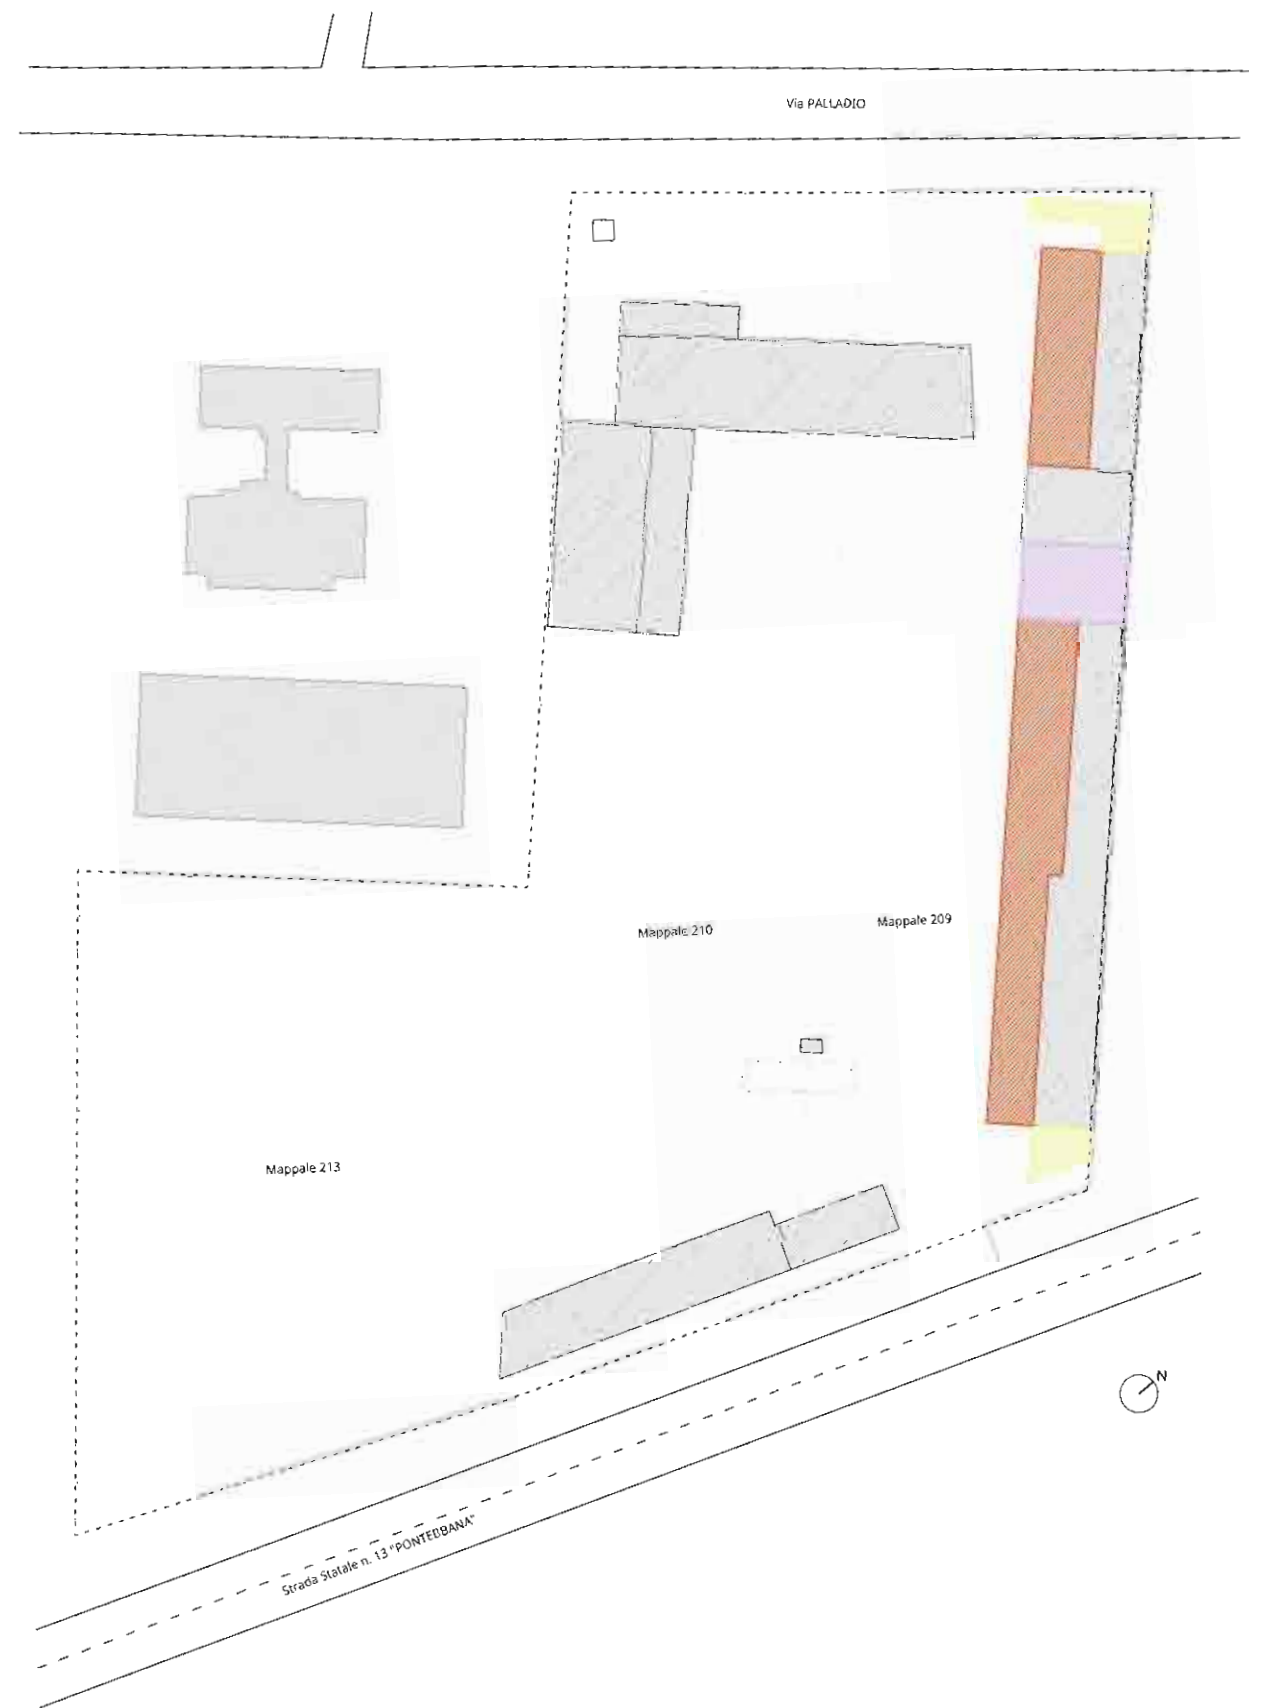 Via PALLADIO
Mappale 210
Mappale 209
Mappale 213
N
Strada Statale n. 13 "PONTEBBANA"